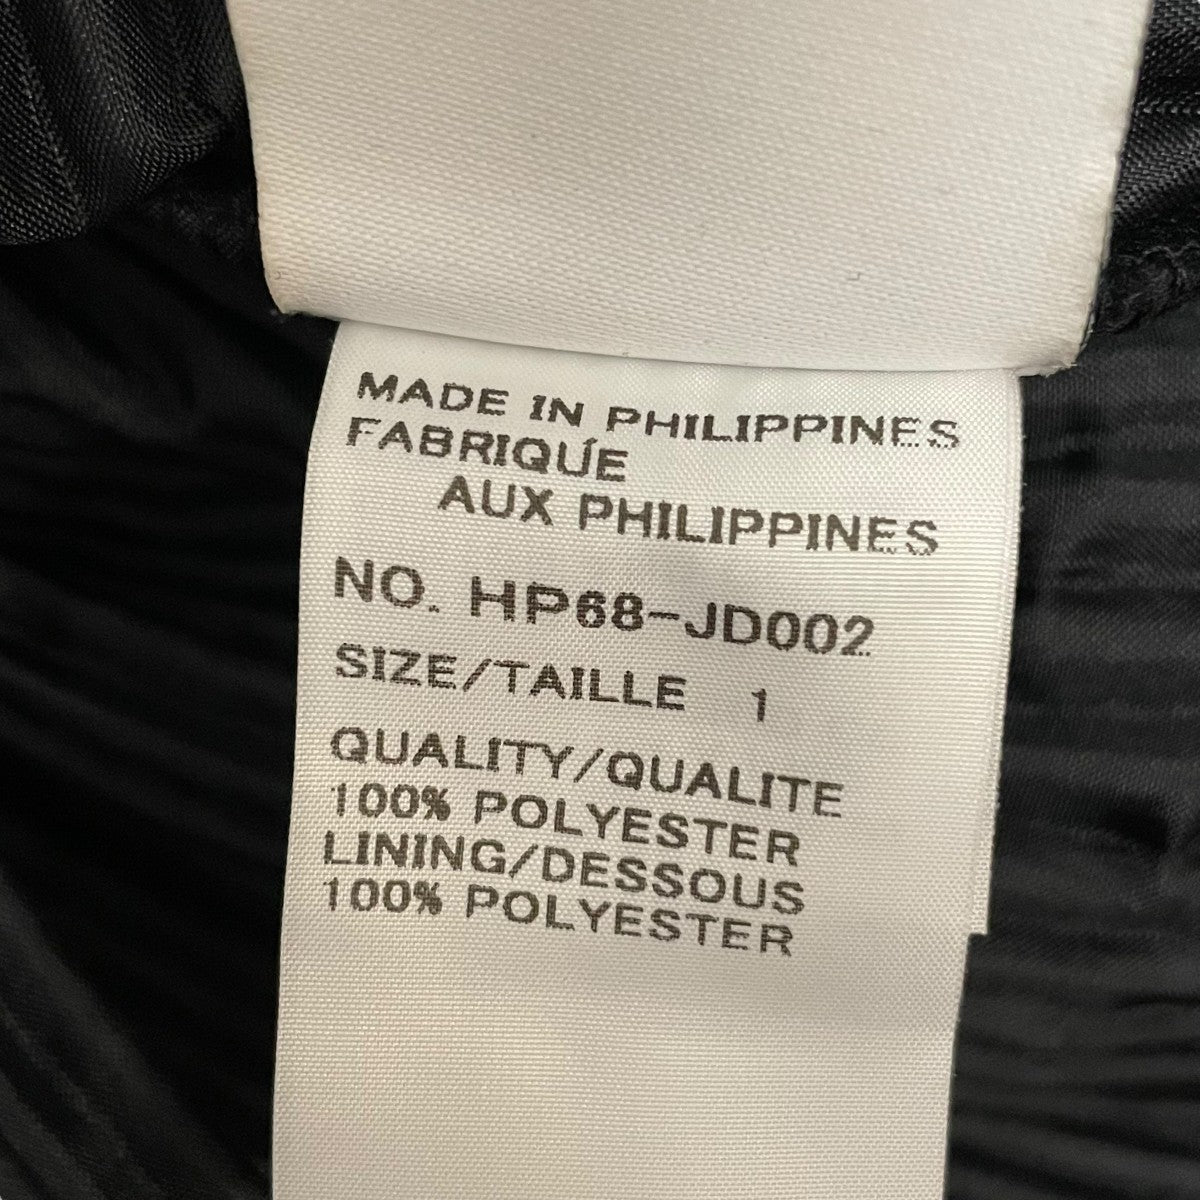 MADE IN PHILIPPINES
FABRIQUÉ
AUX PHILIPPINES
NO. HP68-JD002
SIZE/TAILLE 1
QUALITY/QUALITE
100% POLYESTER
LINING/DESSOUS
100% POLYESTER